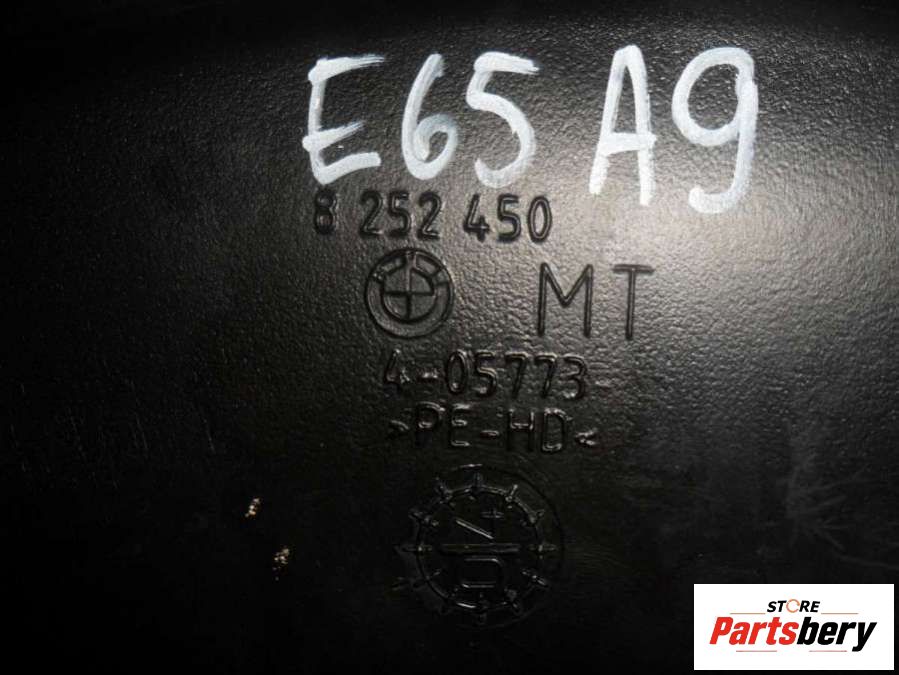 E65 A9
8 252 450
MT
4-05773
>PE-HD<
STORE
Partsbery